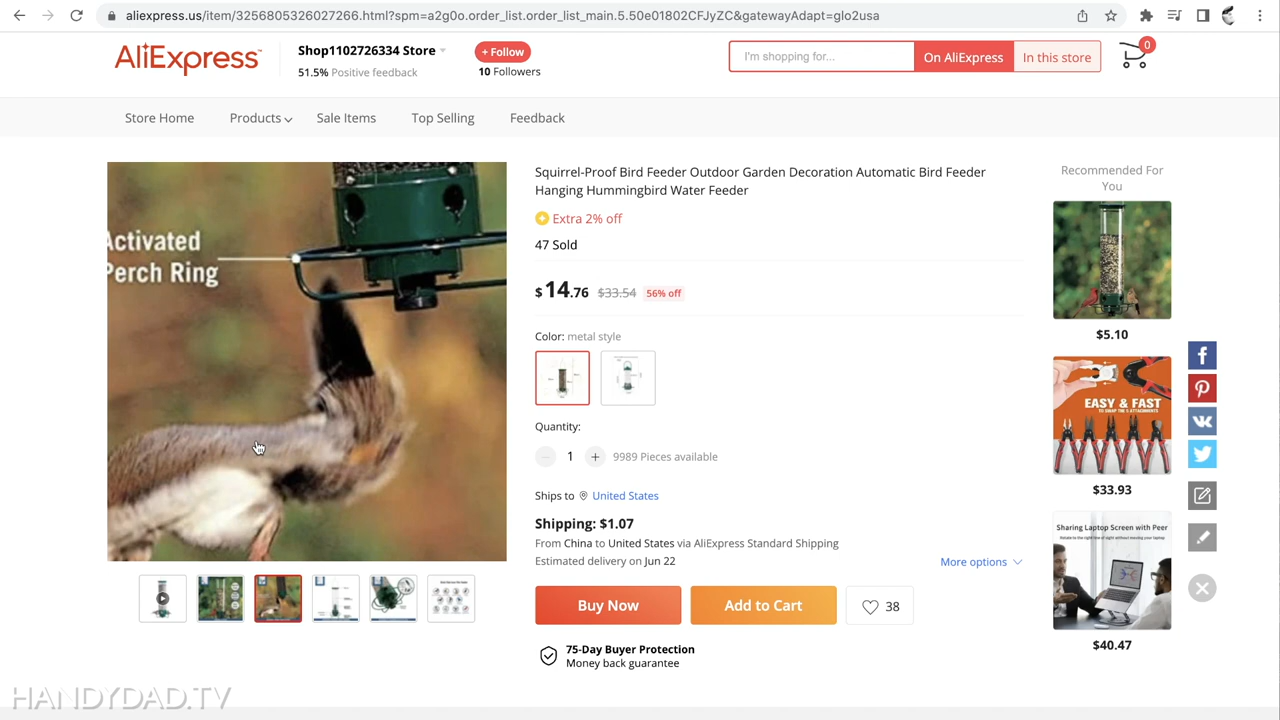 aliexpress.us/item/3256805326027266.html?spm=a2g0o.order_list.order_list_main.5.50e01802CFJyZC&gatewayAdapt=glo2usa
AliExpress
Shop1102726334 Store
51.5% Positive feedback
+ Follow
10 Followers
I'm shopping for...
On AliExpress
In this store
0
Store Home
Products
Sale Items
Top Selling
Feedback
Activated
Perch Ring
Squirrel-Proof Bird Feeder Outdoor Garden Decoration Automatic Bird Feeder
Hanging Hummingbird Water Feeder
Extra 2% off
47 Sold
$14.76 $33.54 56% off
Color: metal style
Quantity:
1
9989 Pieces available
Ships to United States
Shipping: $1.07
From China to United States via AliExpress Standard Shipping
Estimated delivery on Jun 22
More options
Buy Now
Add to Cart
38
75-Day Buyer Protection
Money back guarantee
Recommended For
You
$5.10
EASY & FAST
$33.93
Sharing Laptop Screen with Peer
$40.47
HANDYDAD.TV